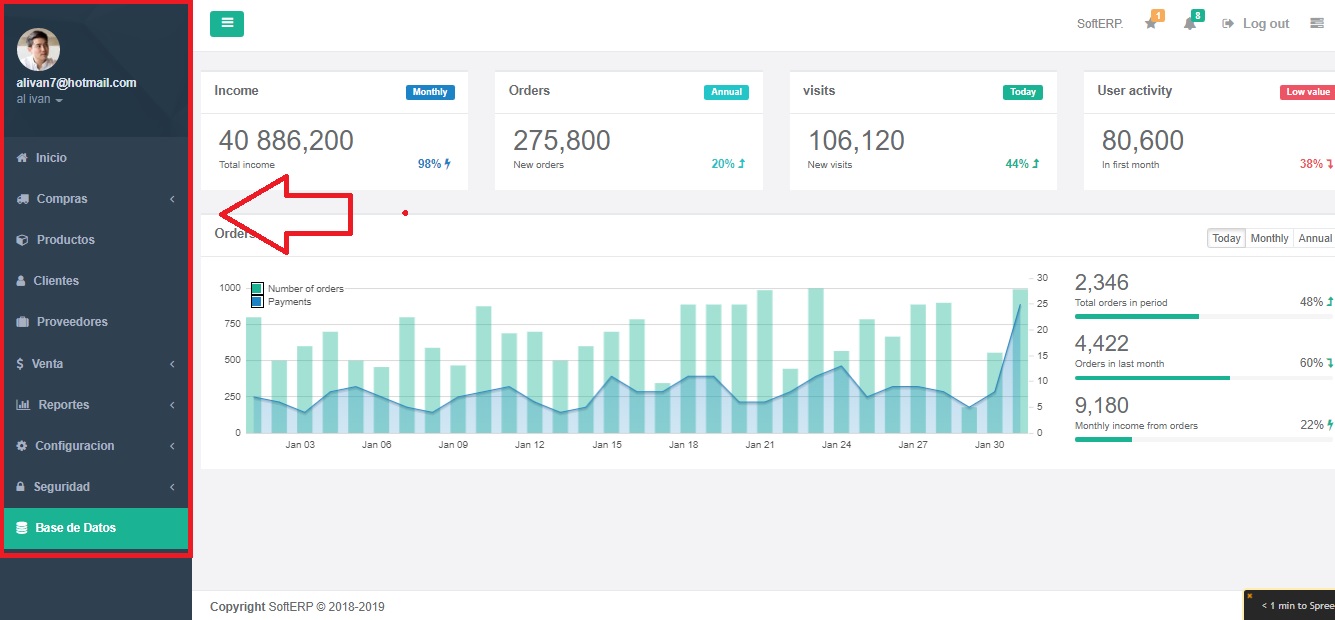 alivan7@hotmail.com
al ivan
Inicio
Compras
Productos
Clientes
Proveedores
Venta
Reportes
Configuracion
Seguridad
Base de Datos
SoftERP.
1
8
Log out
Income
Monthly
40 886,200
Total income
98%
Orders
Annual
275,800
New orders
20%
visits
Today
106,120
New visits
44%
User activity
Low value
80,600
In first month
38%
Orders
Today
Monthly
Annual
Number of orders
Payments
1000
750
500
250
0
30
25
20
15
10
5
0
Jan 03
Jan 06
Jan 09
Jan 12
Jan 15
Jan 18
Jan 21
Jan 24
Jan 27
Jan 30
2,346
Total orders in period
48%
4,422
Orders in last month
60%
9,180
Monthly income from orders
22%
Copyright SoftERP © 2018-2019
< 1 min to Spree